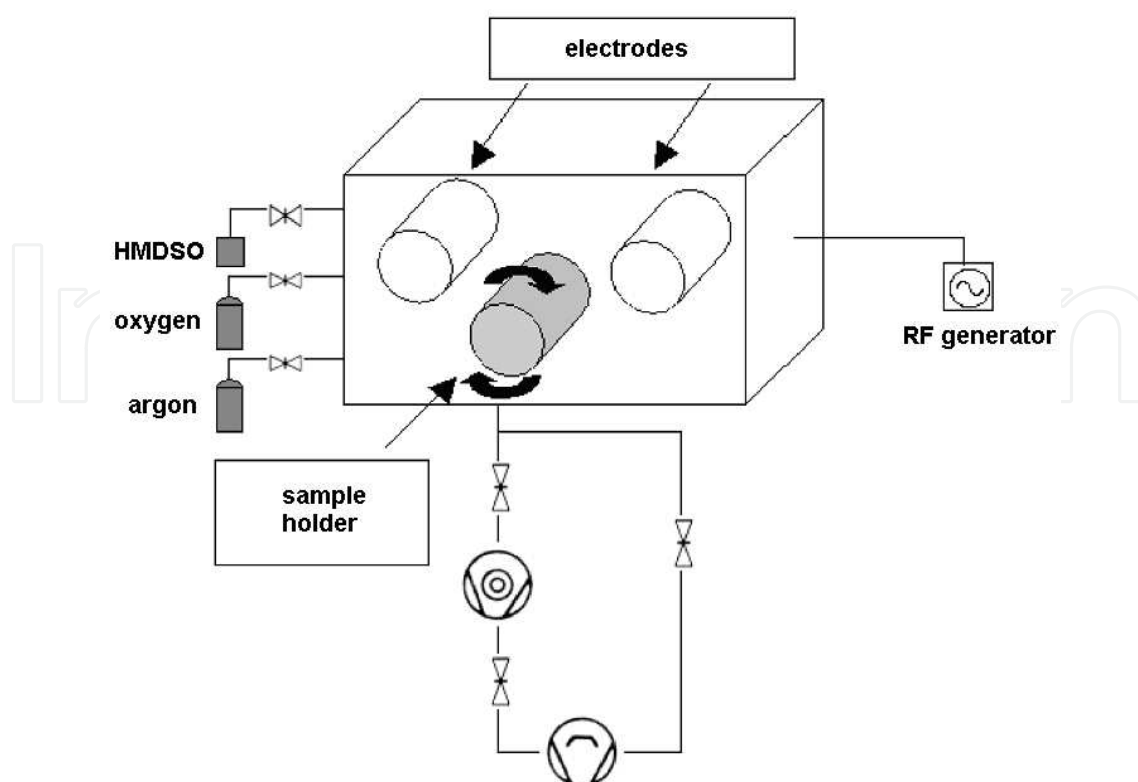 electrodes
HMDSO
oxygen
argon
RF generator
sample
holder